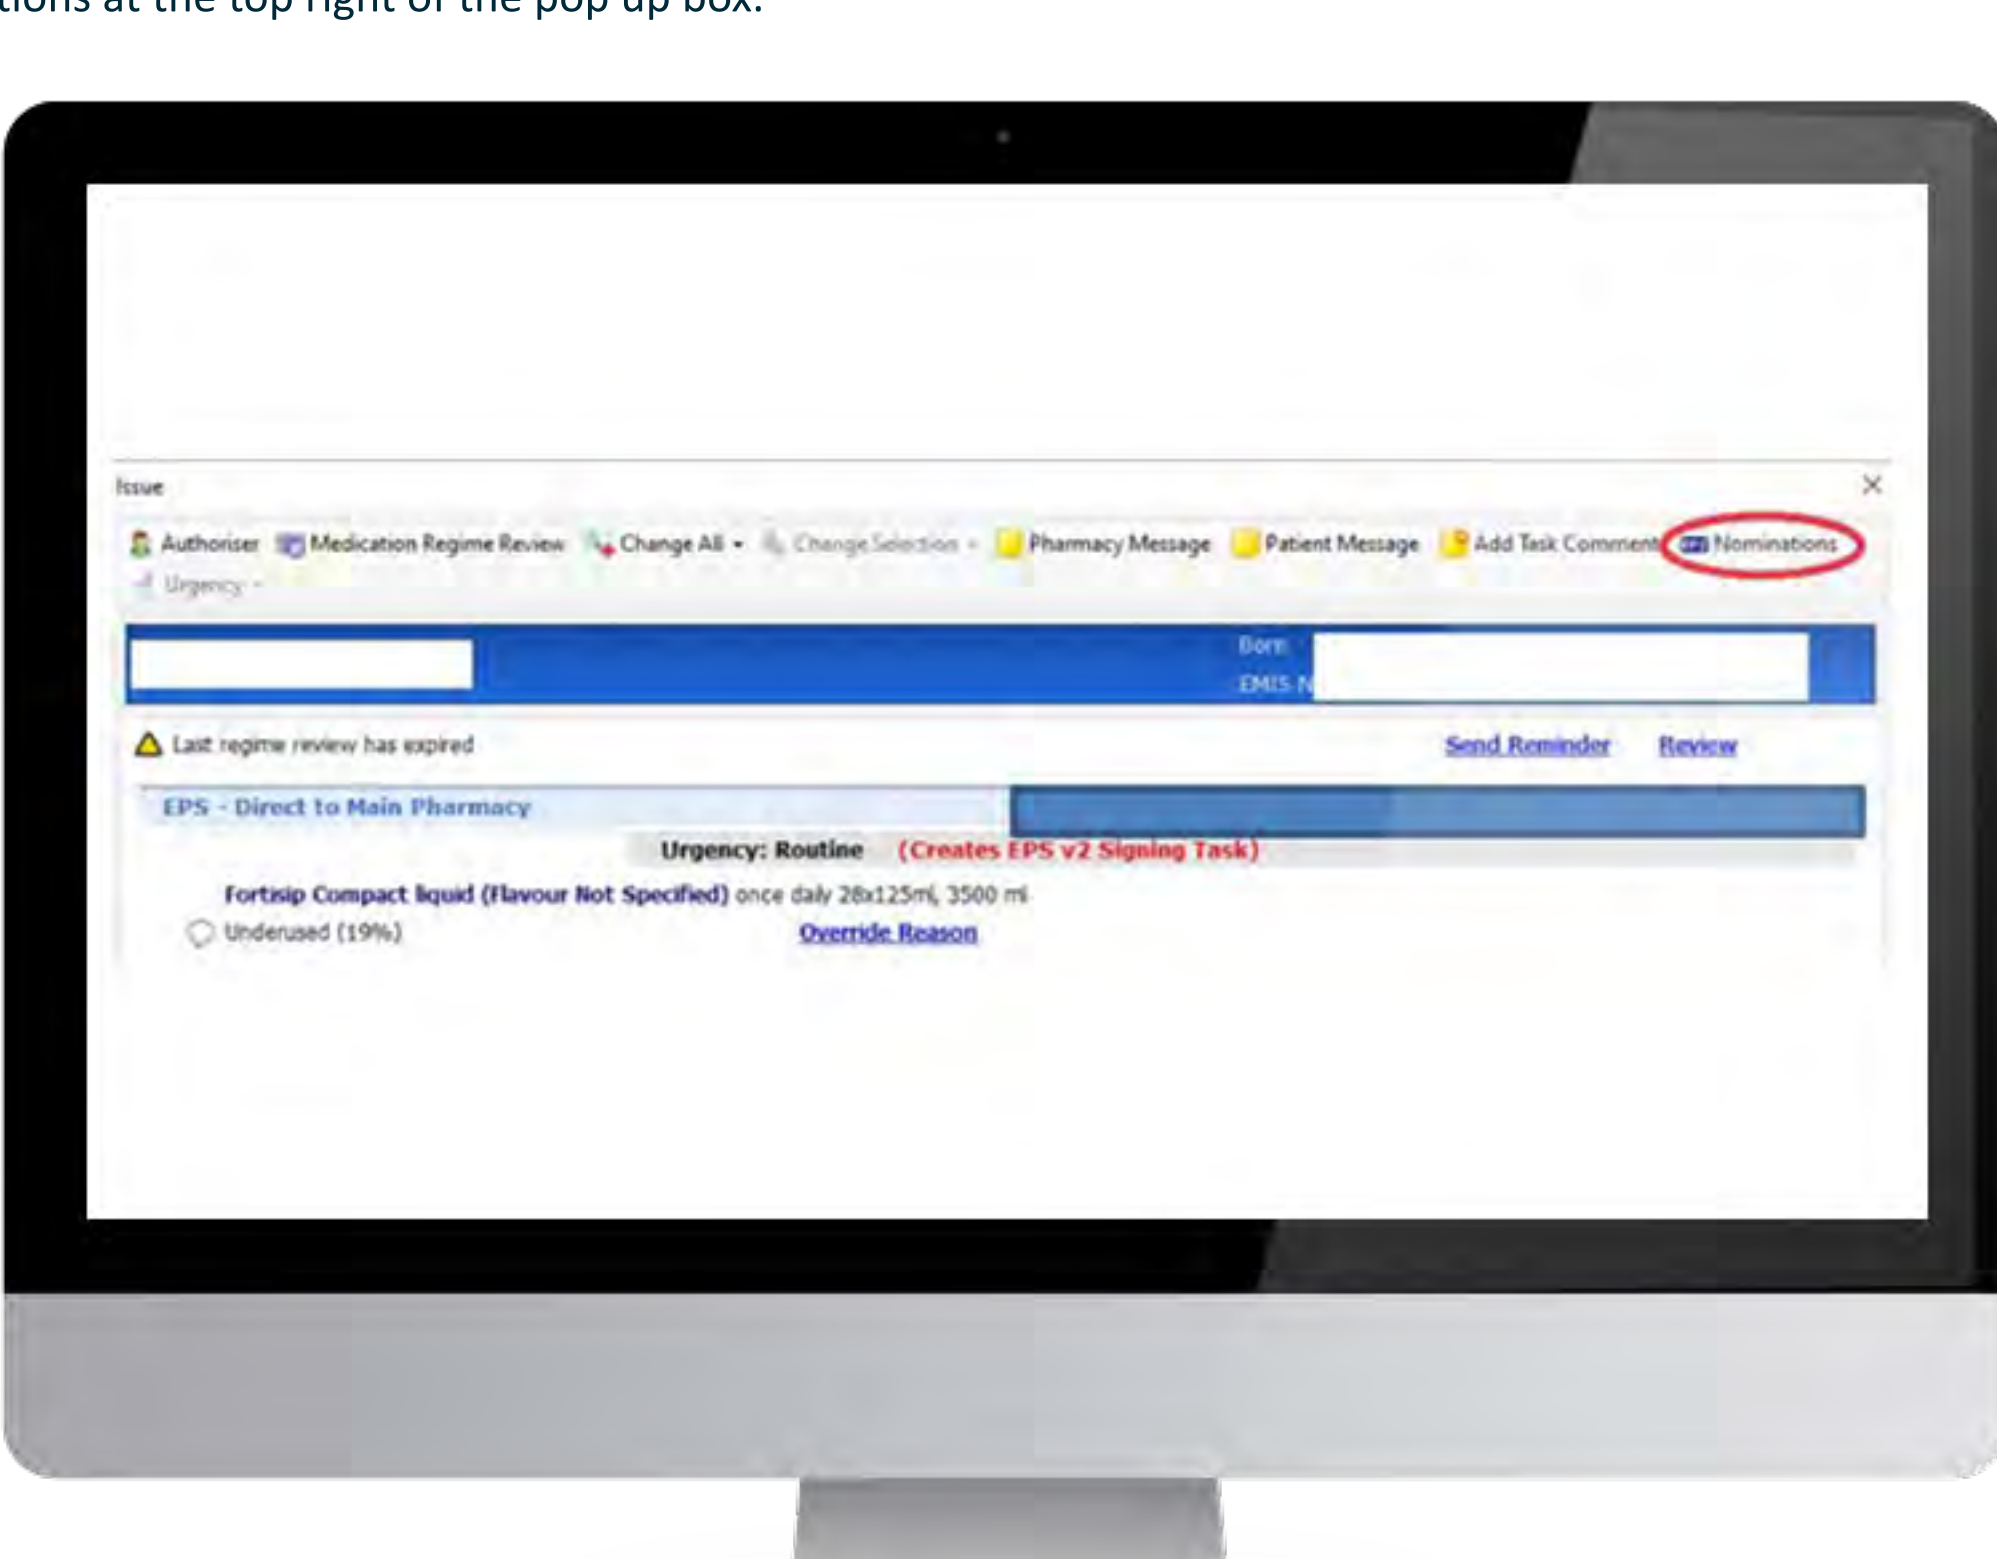 tions at the top right of the pop up box.
Issue
Authoriser Medication Regime Review Change All Change Selection Pharmacy Message Patient Message Add Task Comment Nominations
Urgency
Born
EMIS N
Last regime review has expired Send Reminder Review
EPS - Direct to Main Pharmacy
Urgency: Routine (Creates EPS v2 Signing Task)
Fortisip Compact liquid (Flavour Not Specified) once daily 28x125ml, 3500 ml
Underused (19%) Override Reason